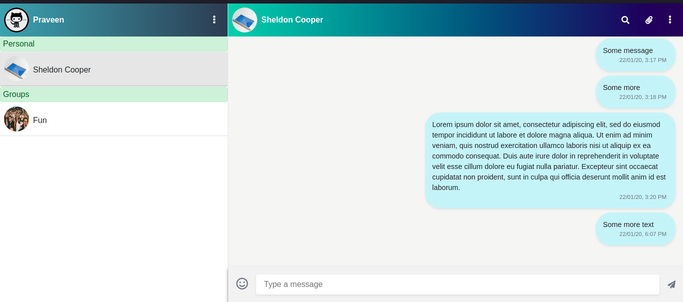 Praveen
Personal
Sheldon Cooper
Groups
Fun
Sheldon Cooper
Some message
22/01/20, 3:17 PM
Some more
22/01/20, 3:18 PM
Lorem ipsum dolor sit amet, consectetur adipiscing elit, sed do eiusmod
tempor incididunt ut labore et dolore magna aliqua. Ut enim ad minim
veniam, quis nostrud exercitation ullamco laboris nisi ut aliquip ex ea
commodo consequat. Duis aute irure dolor in reprehenderit in voluptate
velit esse cillum dolore eu fugiat nulla pariatur. Excepteur sint occaecat
cupidatat non proident, sunt in culpa qui officia deserunt mollit anim id est
laborum.
22/01/20, 3:20 PM
Some more text
22/01/20, 6:07 PM
Type a message